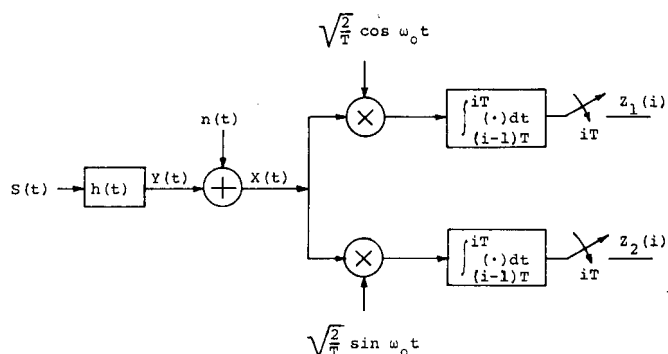 √2/T cos ω₀t
n(t)
∫iT (·)dt (i-1)T
Z₁(i)
iT
S(t)
h(t)
Y(t)
+
X(t)
×
×
∫iT (·)dt (i-1)T
Z₂(i)
iT
√2/T sin ω₀t